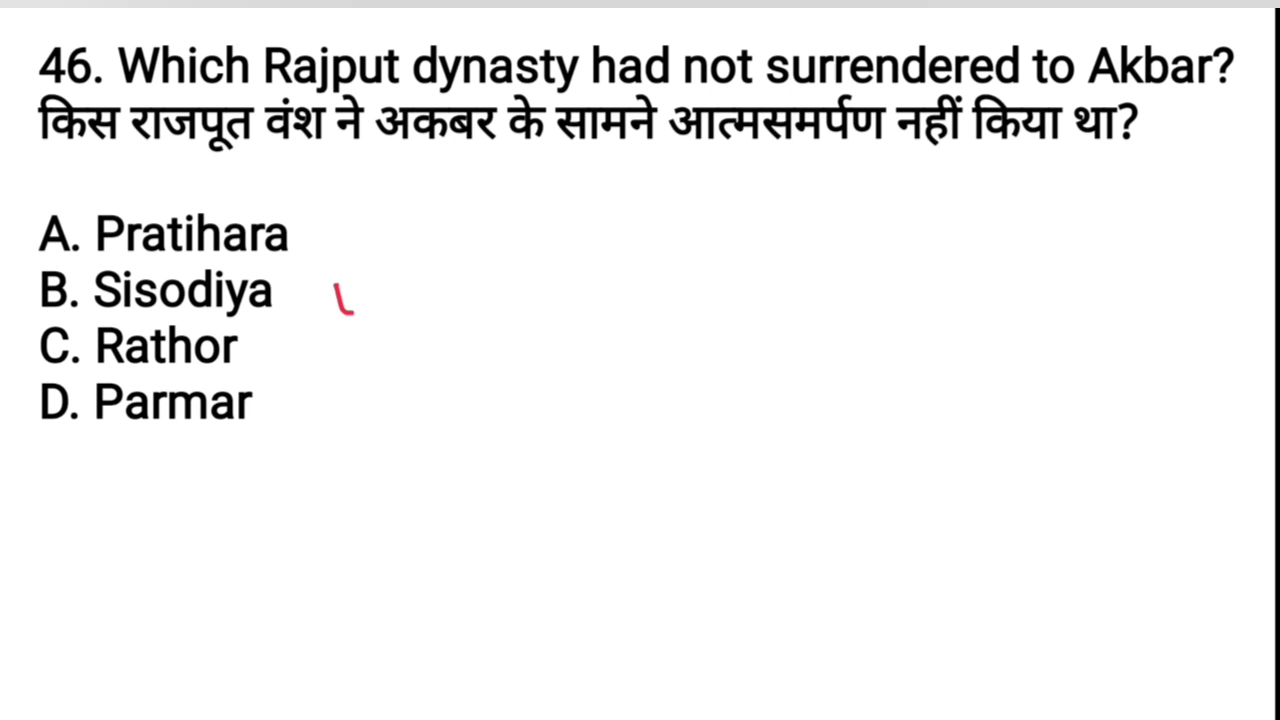 46. Which Rajput dynasty had not surrendered to Akbar?
किस राजपूत वंश ने अकबर के सामने आत्मसमर्पण नहीं किया था?
A. Pratihara
B. Sisodiya
C. Rathor
D. Parmar